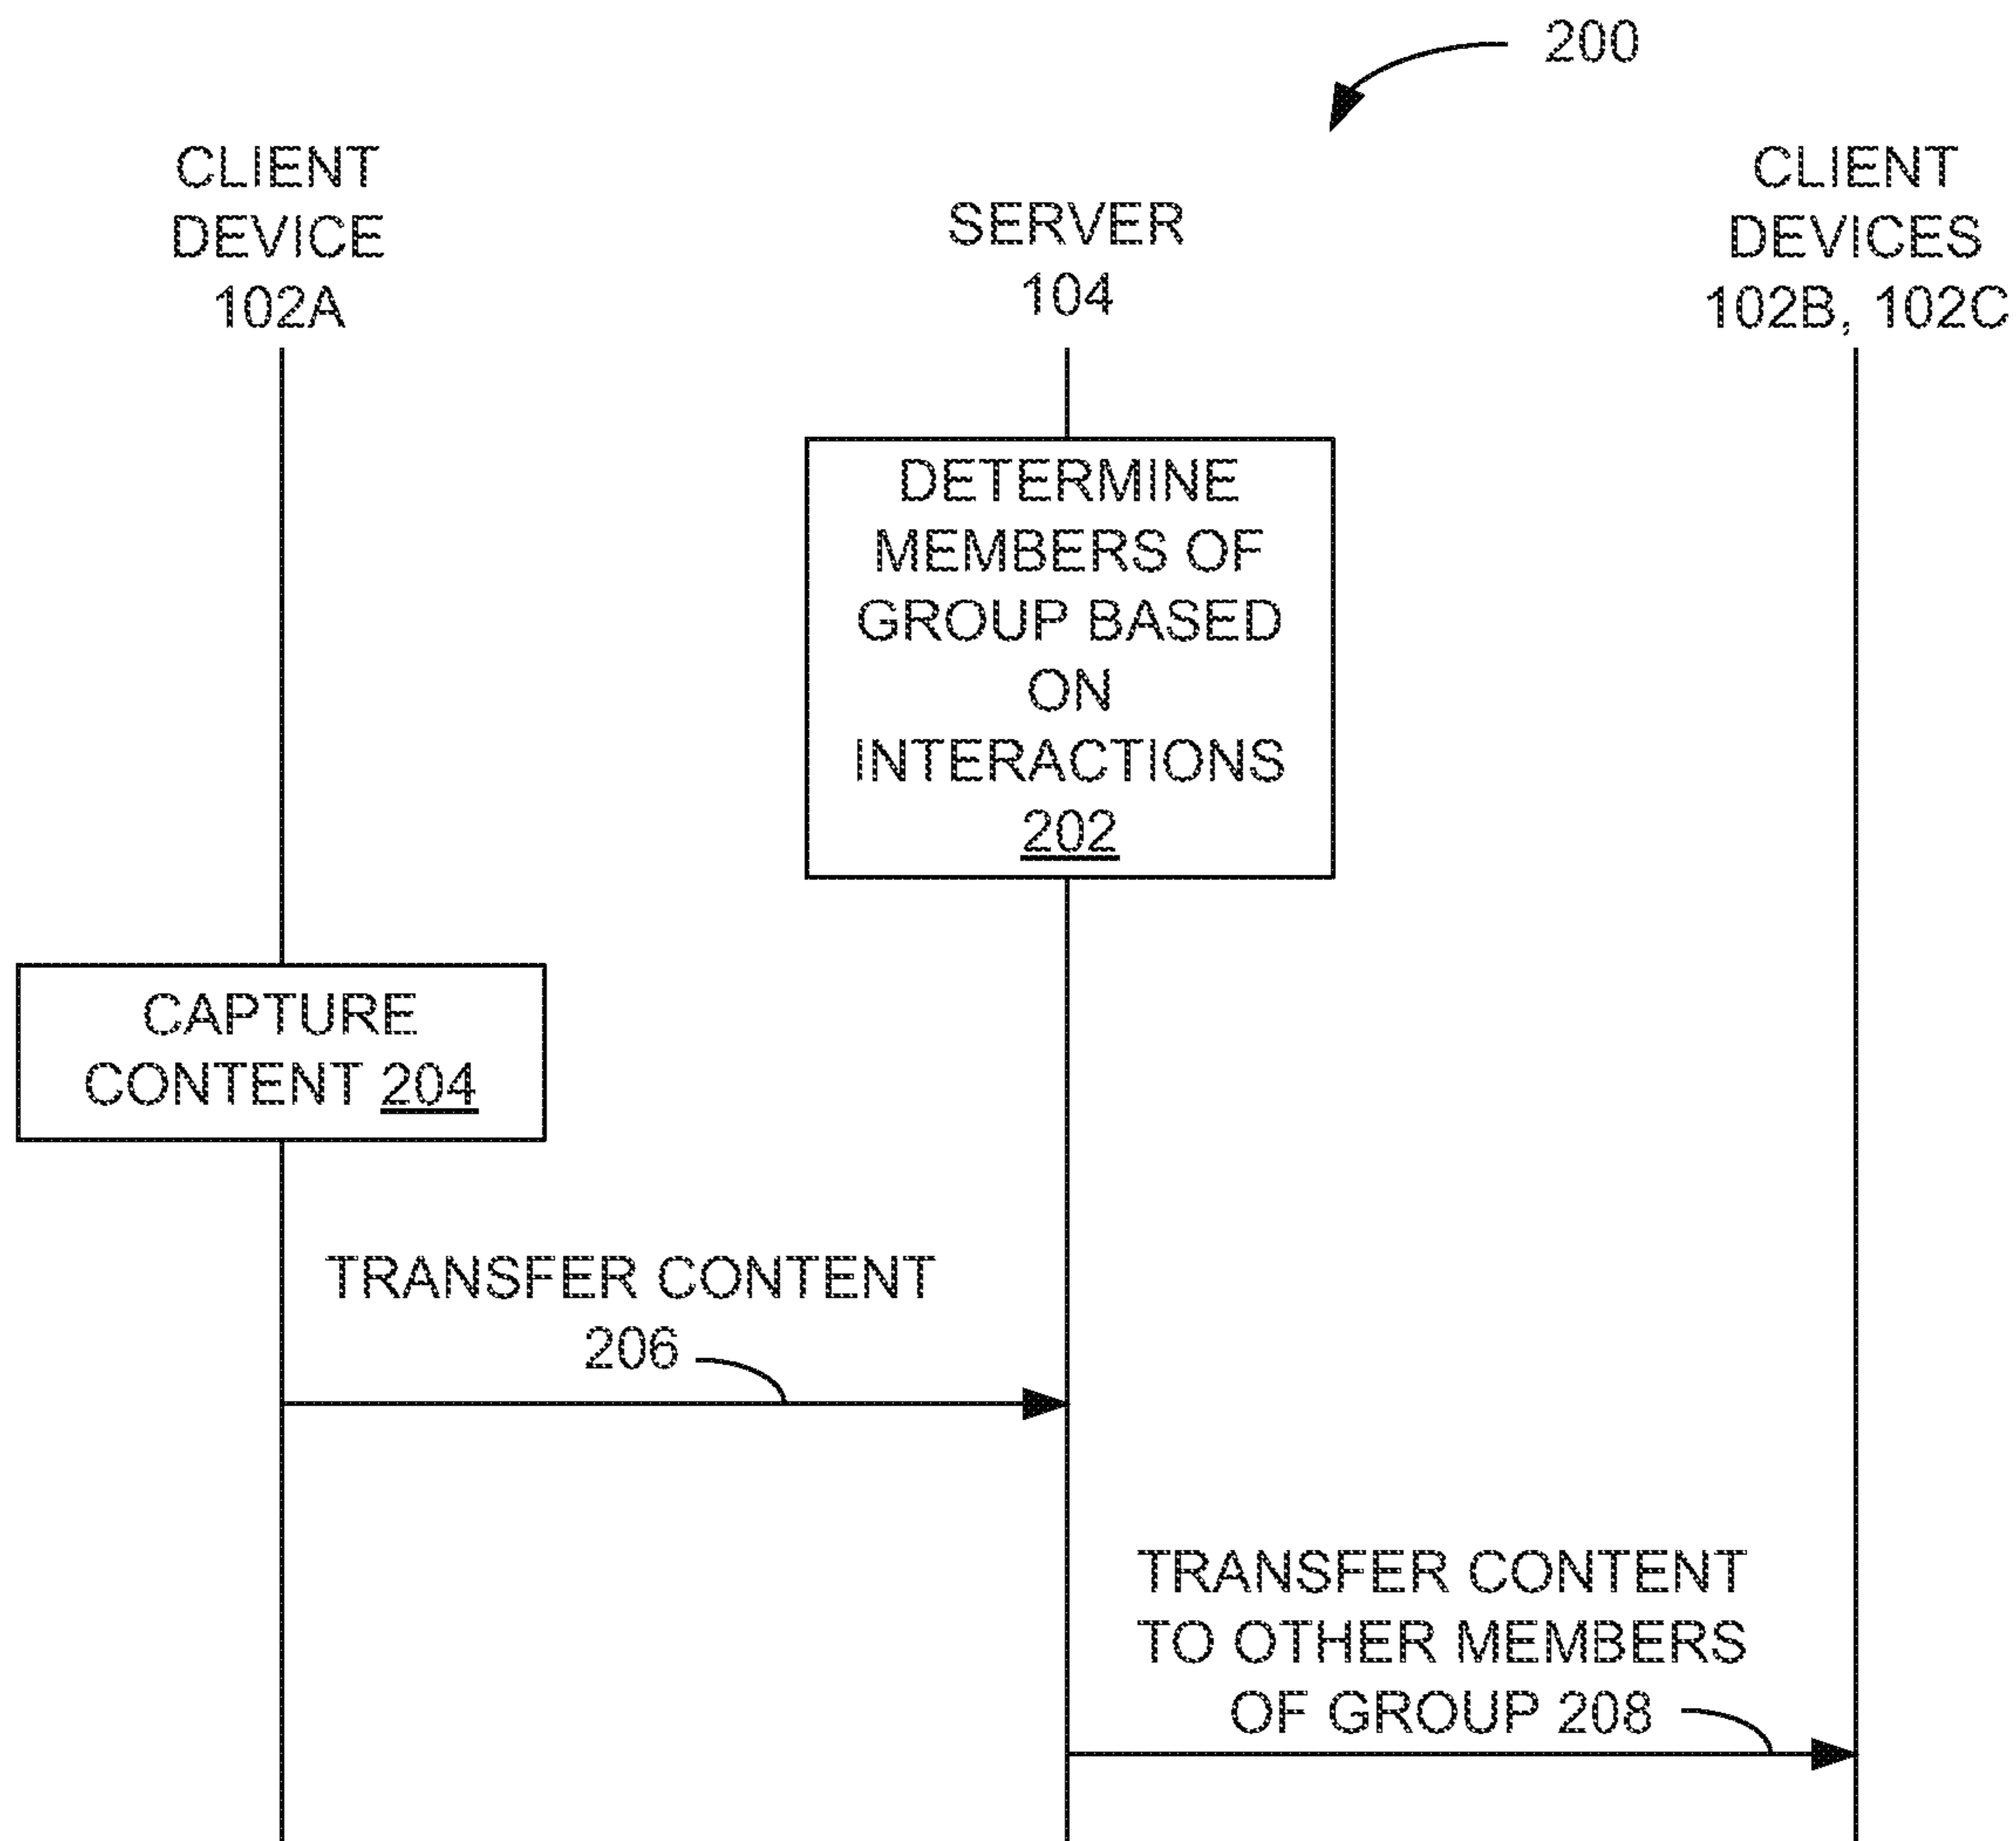 200
CLIENT
DEVICE
102A
SERVER
104
CLIENT
DEVICES
102B, 102C
DETERMINE
MEMBERS OF
GROUP BASED
ON
INTERACTIONS
202
CAPTURE
CONTENT 204
TRANSFER CONTENT
206
TRANSFER CONTENT
TO OTHER MEMBERS
OF GROUP 208